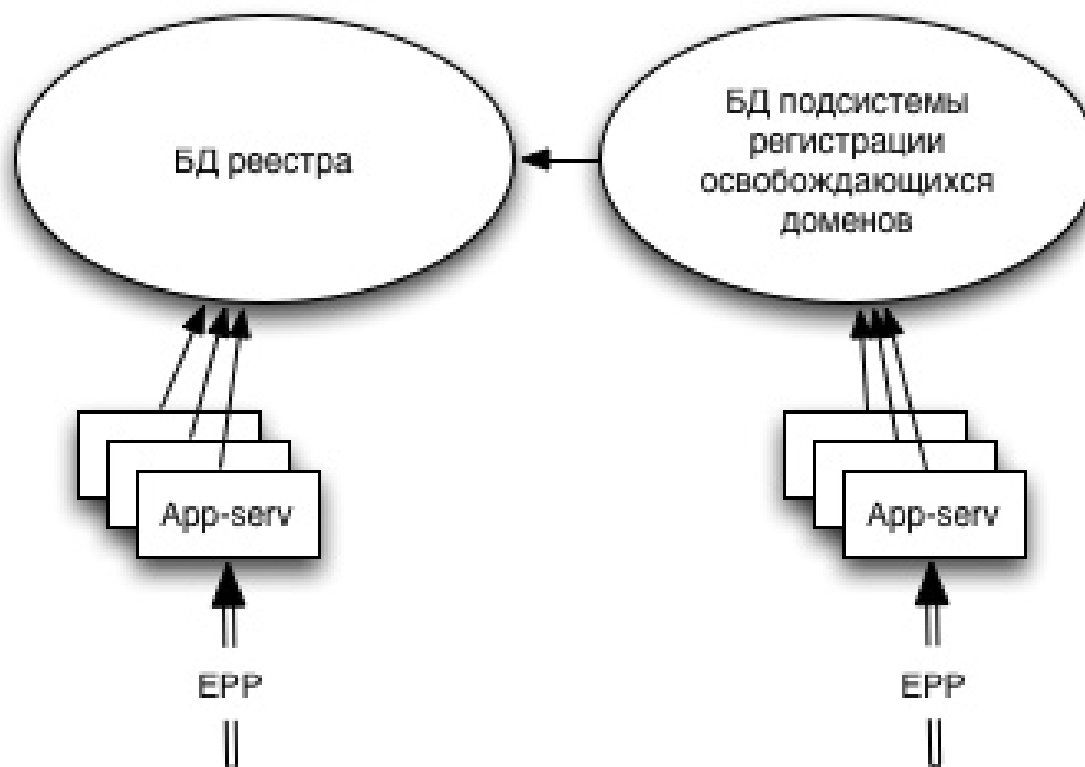 БД реестра
БД подсистемы
регистрации
освобождающихся
доменов
App-serv
App-serv
EPP
EPP